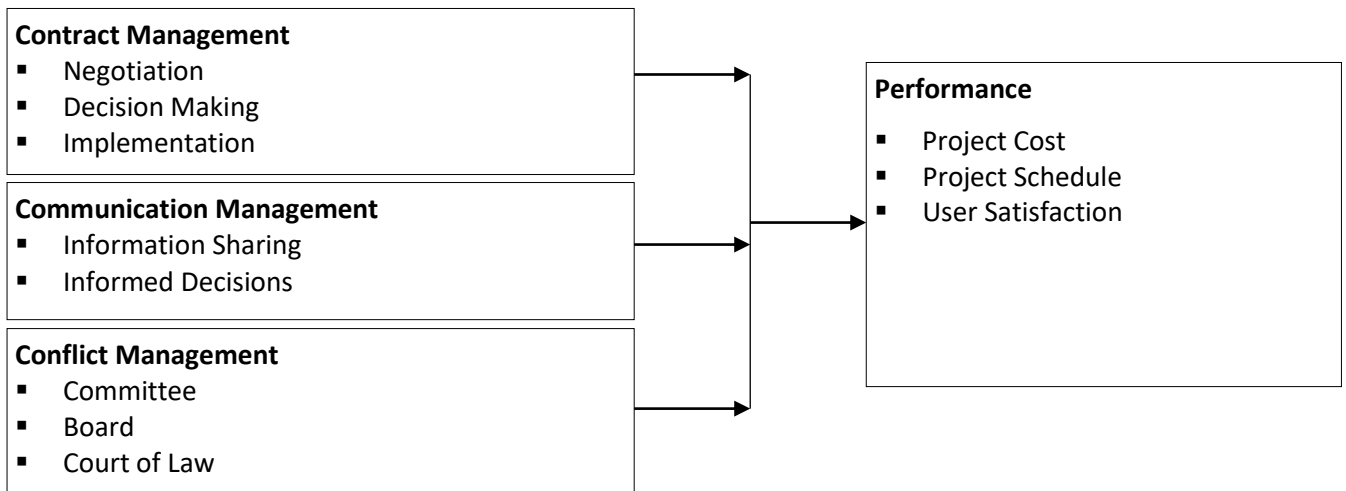 Contract Management
▪ Negotiation
▪ Decision Making
▪ Implementation
Communication Management
▪ Information Sharing
▪ Informed Decisions
Conflict Management
▪ Committee
▪ Board
▪ Court of Law
Performance
▪ Project Cost
▪ Project Schedule
▪ User Satisfaction